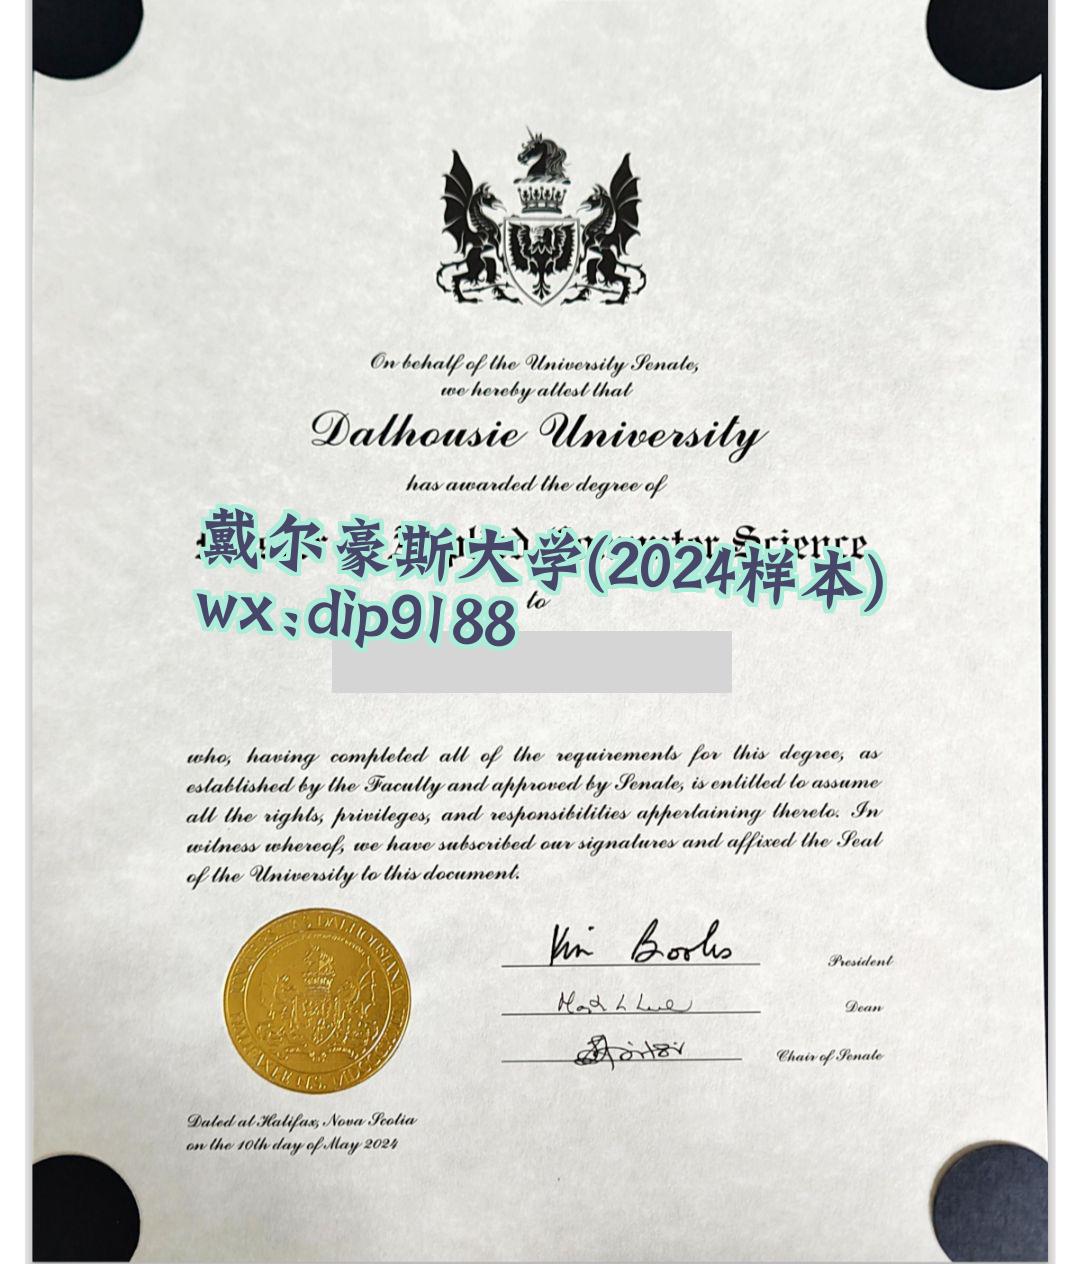 On behalf of the University Senate,
we hereby attest that
Dalhousie University
has awarded the degree of
Computer Science
戴尔豪斯大学(2024样本)
to
wx:dip9188
who, having completed all of the requirements for this degree, as
established by the Faculty and approved by Senate, is entitled to assume
all the rights, privileges, and responsibilities appertaining thereto. In
witness whereof, we have subscribed our signatures and affixed the Seal
of the University to this document.
Kim Brooks
President
Dean
Chair of Senate
Dated at Halifax, Nova Scotia
on the 10th day of May 2024